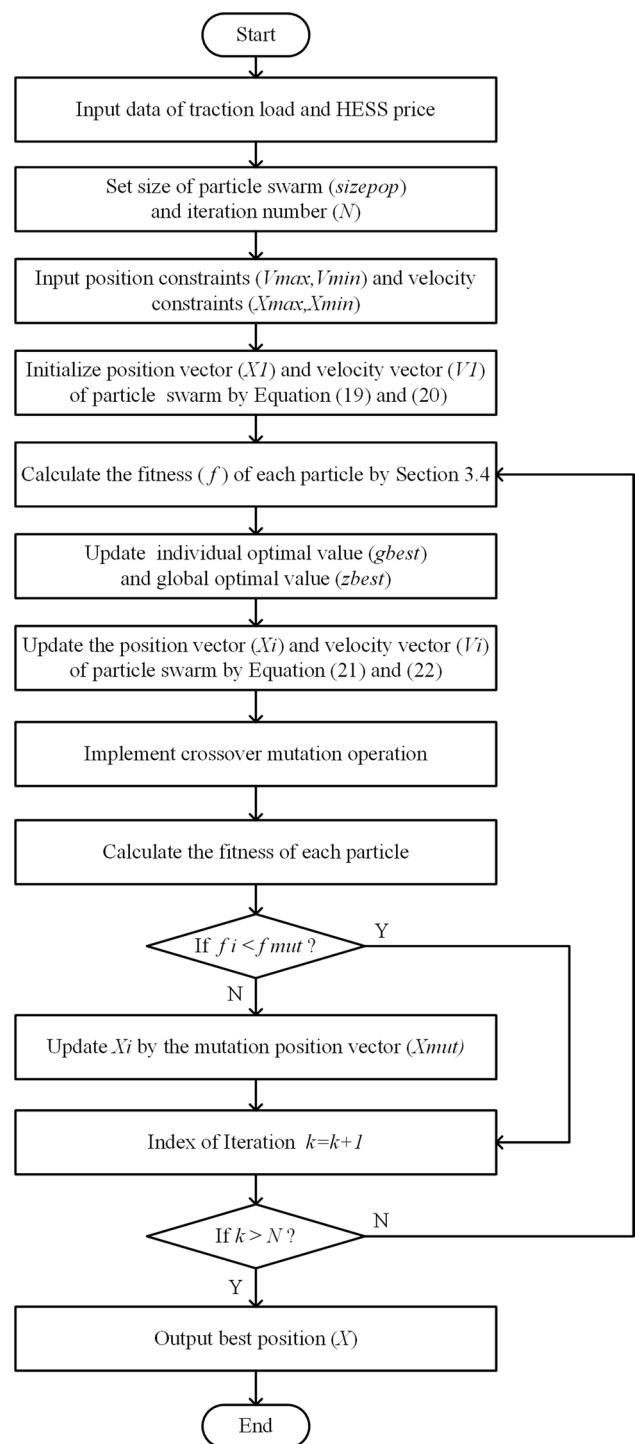 Start
Input data of traction load and HESS price
Set size of particle swarm (sizepop)
and iteration number (N)
Input position constraints (Vmax,Vmin) and velocity
constraints (Xmax,Xmin)
Initialize position vector (X1) and velocity vector (V1)
of particle swarm by Equation (19) and (20)
Calculate the fitness ( f ) of each particle by Section 3.4
Update individual optimal value (gbest)
and global optimal value (zbest)
Update the position vector (Xi) and velocity vector (Vi)
of particle swarm by Equation (21) and (22)
Implement crossover mutation operation
Calculate the fitness of each particle
If f i < f mut ?
Y
N
Update Xi by the mutation position vector (Xmut)
Index of Iteration k=k+1
If k > N ?
N
Y
Output best position (X)
End